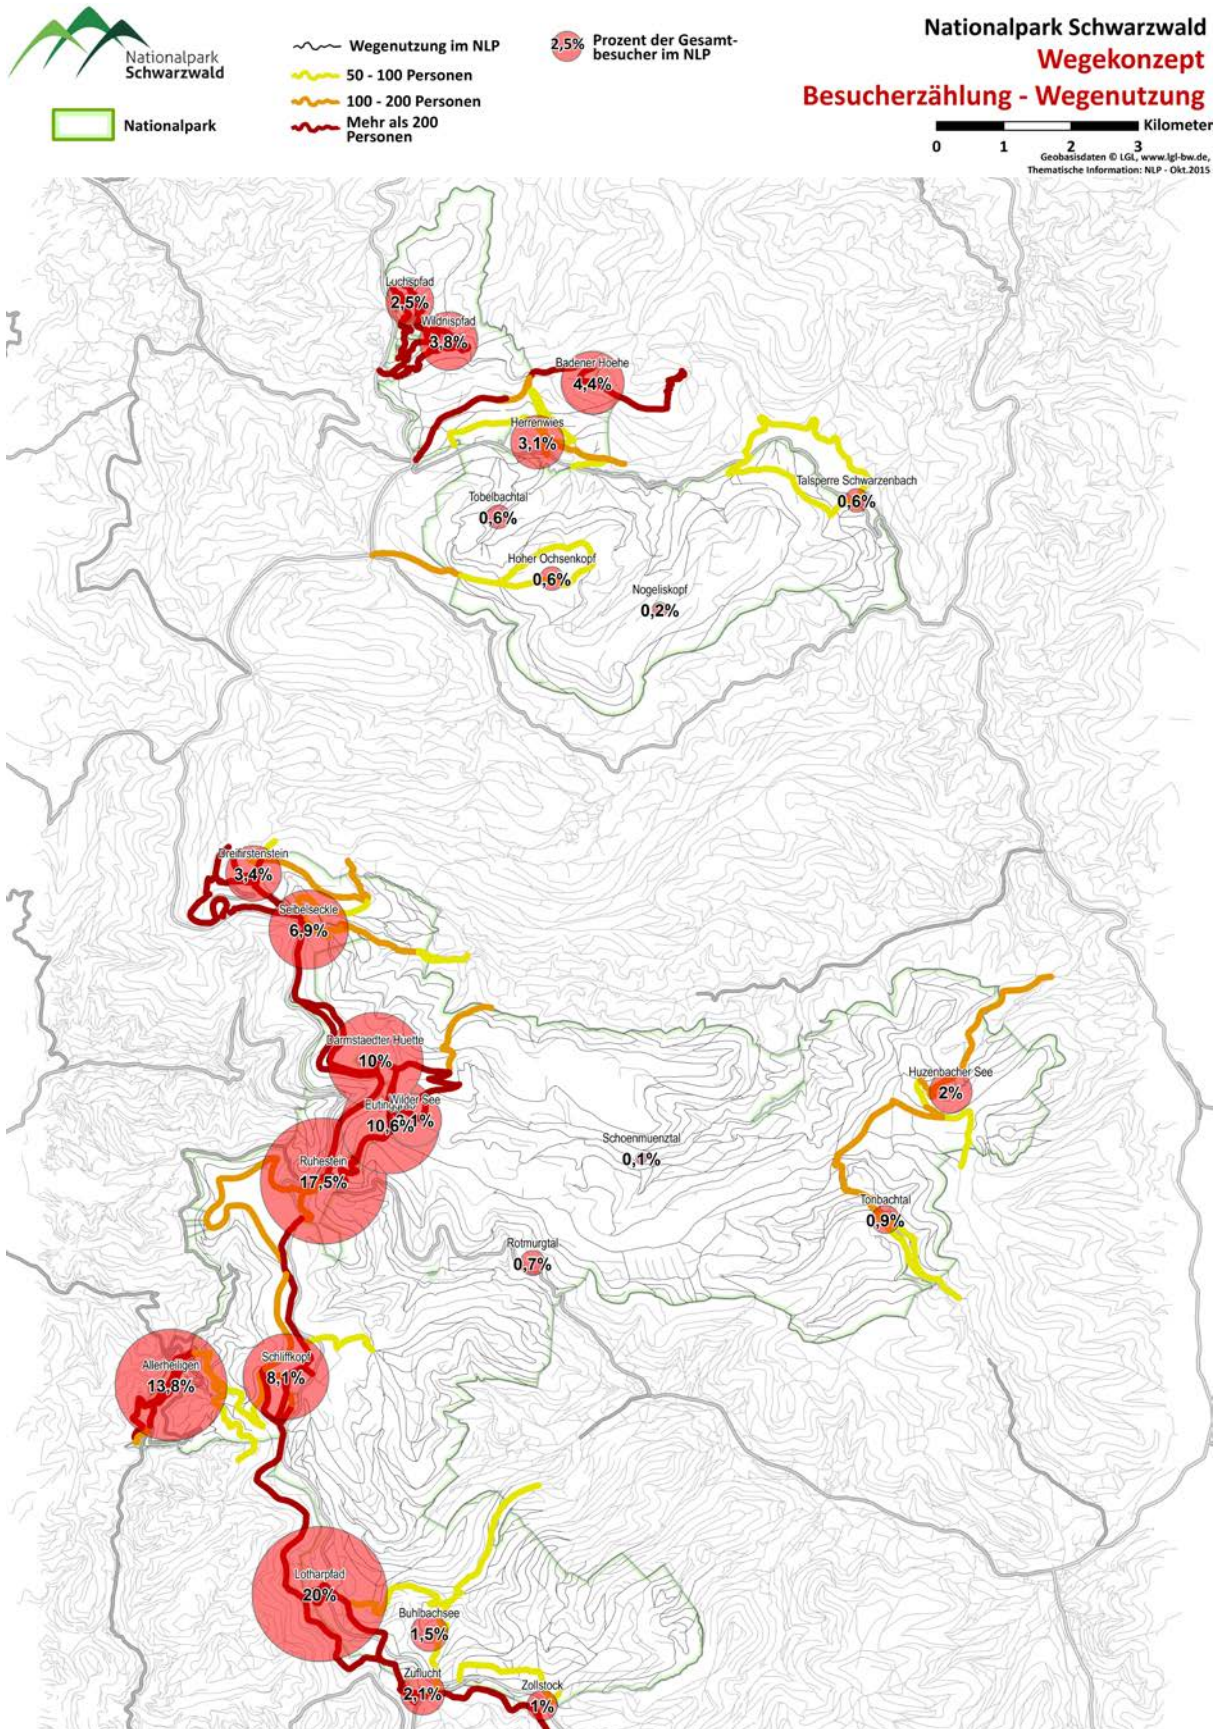 Nationalpark
Schwarzwald
Nationalpark
Wegenutzung im NLP
50 - 100 Personen
100 - 200 Personen
Mehr als 200
Personen
2,5%
Prozent der Gesamt-
besucher im NLP
Nationalpark Schwarzwald
Wegekonzept
Besucherzählung - Wegenutzung
Kilometer
0 1 2 3
Geobasisdaten © LGL, www.lgl-bw.de,
Thematische Information: NLP - Okt.2015
Luchspfad
2,5%
Wildnispfad
3,8%
Badener Hoehe
4,4%
Herrenwies
3,1%
Talsperre Schwarzenbach
0,6%
Tobelbachtal
0,6%
Hoher Ochsenkopf
0,6%
Nogeliskopf
0,2%
Dreifirstenstein
3,4%
Seibelseckle
6,9%
Darmstaedter Huette
10%
Wilder See
10,6%
Huzenbacher See
2%
Schoenmuenztal
0,1%
Ruhestein
17,5%
Tonbachtal
0,9%
Rotmurgtal
0,7%
Allerheiligen
13,8%
Schliffkopf
8,1%
Lotharpfad
20%
Buhlbachsee
1,5%
Zuflucht
2,1%
Zollstock
1%